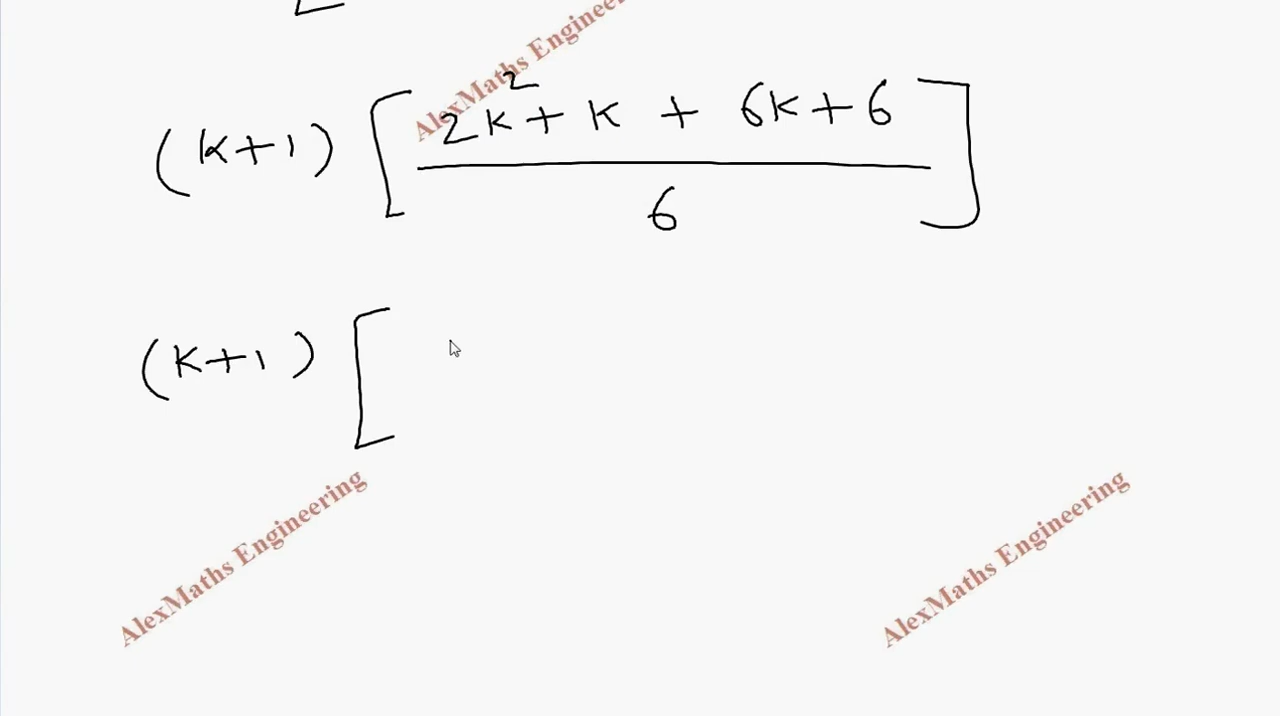 AlexMaths Engineering
(k+1) [ 2k² + k + 6k + 6
6 ]
(k+1) [
AlexMaths Engineering
AlexMaths Engineering